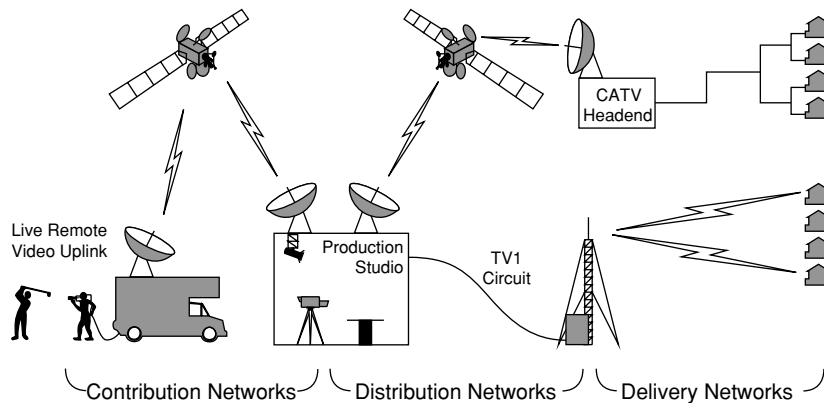 CATV
Headend
Live Remote
Video Uplink
Production
Studio
TV1
Circuit
Contribution Networks
Distribution Networks
Delivery Networks